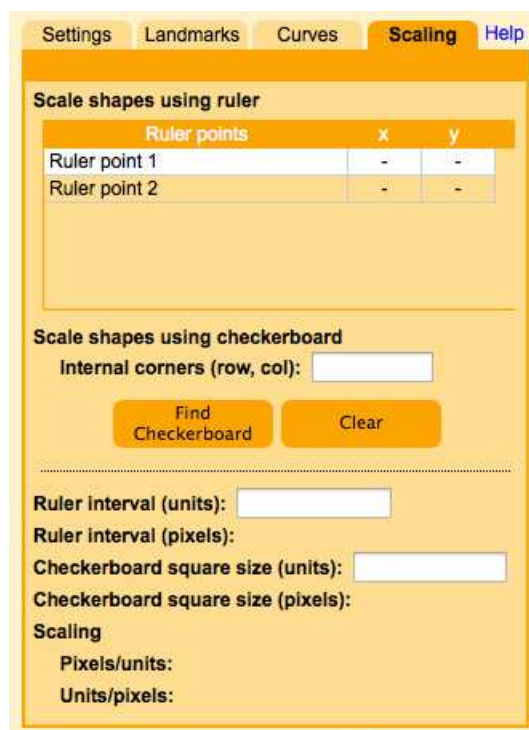 Settings Landmarks Curves Scaling Help
Scale shapes using ruler
Ruler points x y
Ruler point 1 - -
Ruler point 2 - -
Scale shapes using checkerboard
Internal corners (row, col):
Find
Checkerboard
Clear
Ruler interval (units):
Ruler interval (pixels):
Checkerboard square size (units):
Checkerboard square size (pixels):
Scaling
Pixels/units:
Units/pixels: